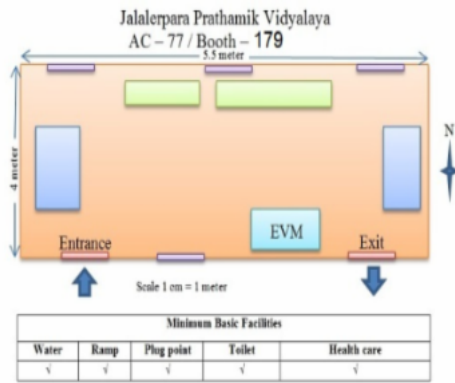 Jalalerpara Prathamik Vidyalaya
AC – 77 / Booth – 179
5.5 meter
4 meter
N
EVM
Entrance
Exit
Scale 1 cm = 1 meter
Minimum Basic Facilities
Water Ramp Plug point Toilet Health care
√ √ √ √ √